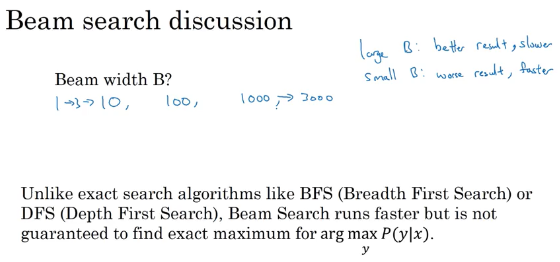 Beam search discussion
large B: better result, slower
small B: worse result, faster
Beam width B?
1→3→10, 100, 1000,→3000
Unlike exact search algorithms like BFS (Breadth First Search) or
DFS (Depth First Search), Beam Search runs faster but is not
guaranteed to find exact maximum for arg max P(y|x).
y